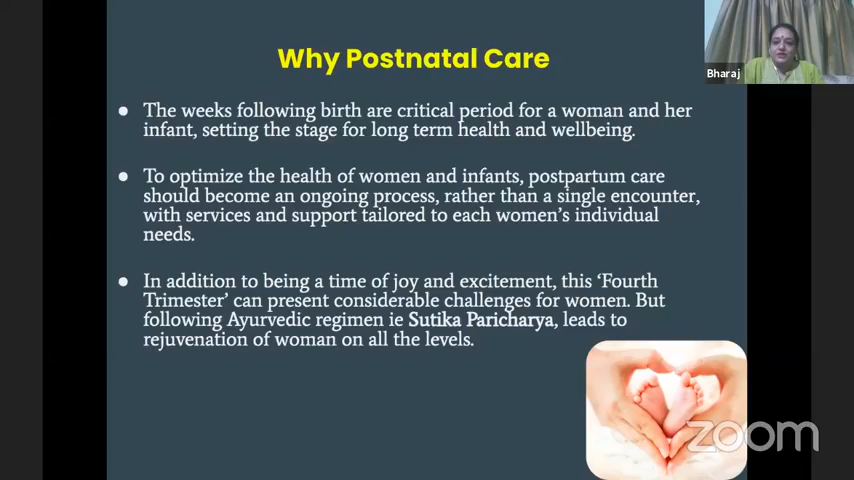 Why Postnatal Care
Bharaj
● The weeks following birth are critical period for a woman and her
infant, setting the stage for long term health and wellbeing.
● To optimize the health of women and infants, postpartum care
should become an ongoing process, rather than a single encounter,
with services and support tailored to each women's individual
needs.
● In addition to being a time of joy and excitement, this 'Fourth
Trimester' can present considerable challenges for women. But
following Ayurvedic regimen ie Sutika Paricharya, leads to
rejuvenation of woman on all the levels.
zoom